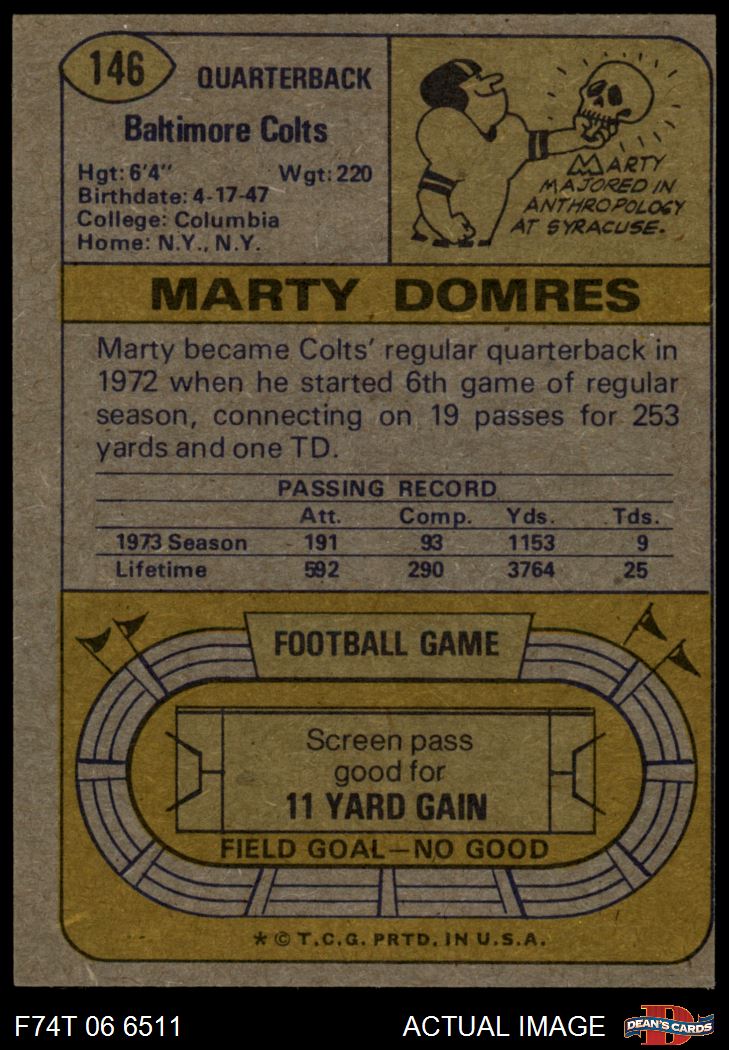 146
QUARTERBACK
Baltimore Colts
Hgt: 6'4" Wgt: 220
Birthdate: 4-17-47
College: Columbia
Home: N.Y., N.Y.
MARTY
MAJORED IN
ANTHROPOLOGY
AT SYRACUSE.
MARTY DOMRES
Marty became Colts' regular quarterback in
1972 when he started 6th game of regular
season, connecting on 19 passes for 253
yards and one TD.
PASSING RECORD
Att. Comp. Yds. Tds.
1973 Season 191 93 1153 9
Lifetime 592 290 3764 25
FOOTBALL GAME
Screen pass
good for
11 YARD GAIN
FIELD GOAL—NO GOOD
* © T.C.G. PRTD. IN U.S.A.
F74T 06 6511 ACTUAL IMAGE D DEAN'S CARDS